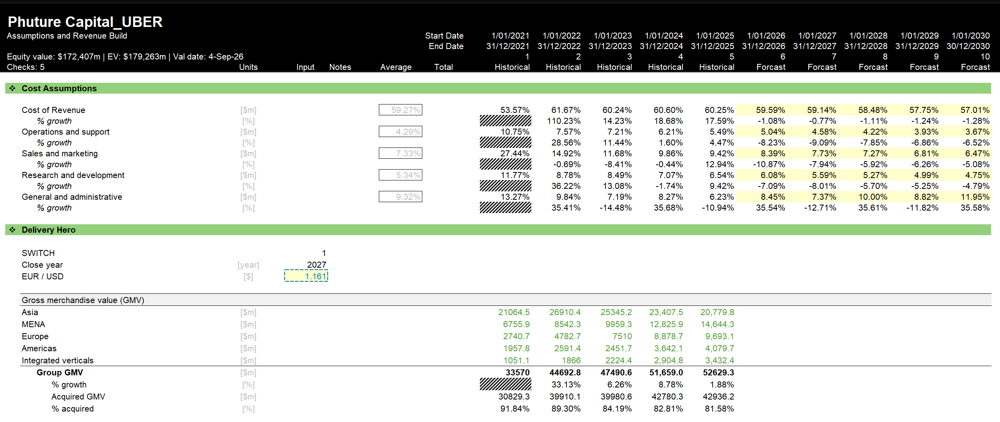 Phuture Capital_UBER
Assumptions and Revenue Build Start Date 1/01/2021 1/01/2022 1/01/2023 1/01/2024 1/01/2025 1/01/2026 1/01/2027 1/01/2028 1/01/2029 1/01/2030
End Date 31/12/2021 31/12/2022 31/12/2023 31/12/2024 31/12/2025 31/12/2026 31/12/2027 31/12/2028 31/12/2029 30/12/2030
Equity value: $172,407m | EV: $179,263m | Val date: 4-Sep-26 1 2 3 4 5 6 7 8 9 10
Checks: 5 Units Input Notes Average Total Historical Historical Historical Historical Historical Forcast Forcast Forcast Forcast Forcast
❖ Cost Assumptions
Cost of Revenue [$m] 59.27% 53.57% 61.67% 60.24% 60.60% 60.25% 59.59% 59.14% 58.48% 57.75% 57.01%
% growth [%] 110.23% 14.23% 18.68% 17.59% -1.08% -0.77% -1.11% -1.24% -1.28%
Operations and support [$m] 4.29% 10.75% 7.57% 7.21% 6.21% 5.49% 5.04% 4.58% 4.22% 3.93% 3.67%
% growth [%] 28.56% 11.44% 1.60% 4.47% -8.23% -9.09% -7.85% -6.86% -6.52%
Sales and marketing [$m] 7.33% 27.44% 14.92% 11.68% 9.86% 9.42% 8.39% 7.73% 7.27% 6.81% 6.47%
% growth [%] -0.69% -8.41% -0.44% 12.94% -10.87% -7.94% -5.92% -6.26% -5.08%
Research and development [$m] 5.34% 11.77% 8.78% 8.49% 7.07% 6.54% 6.08% 5.59% 5.27% 4.99% 4.75%
% growth [%] 36.22% 13.08% -1.74% 9.42% -7.09% -8.01% -5.70% -5.25% -4.79%
General and administrative [$m] 9.32% 13.27% 9.84% 7.19% 8.27% 6.23% 8.45% 7.37% 10.00% 8.82% 11.95%
% growth [%] 35.41% -14.48% 35.68% -10.94% 35.54% -12.71% 35.61% -11.82% 35.58%
❖ Delivery Hero
SWITCH 1
Close year [year] 2027
EUR / USD [$] 1.161
Gross merchandise value (GMV)
Asia [$m] 21064.5 26910.4 25345.2 23,407.5 20,779.8
MENA [$m] 6755.9 8542.3 9959.3 12,825.9 14,644.3
Europe [$m] 2740.7 4782.7 7510 8,878.7 9,693.1
Americas [$m] 1957.8 2591.4 2451.7 3,642.1 4,079.7
Integrated verticals [$m] 1051.1 1866 2224.4 2,904.8 3,432.4
Group GMV [$m] 33570 44692.8 47490.6 51,659.0 52629.3
% growth [%] 33.13% 6.26% 8.78% 1.88%
Acquired GMV [$m] 30829.3 39910.1 39980.6 42780.3 42936.2
% acquired [%] 91.84% 89.30% 84.19% 82.81% 81.58%